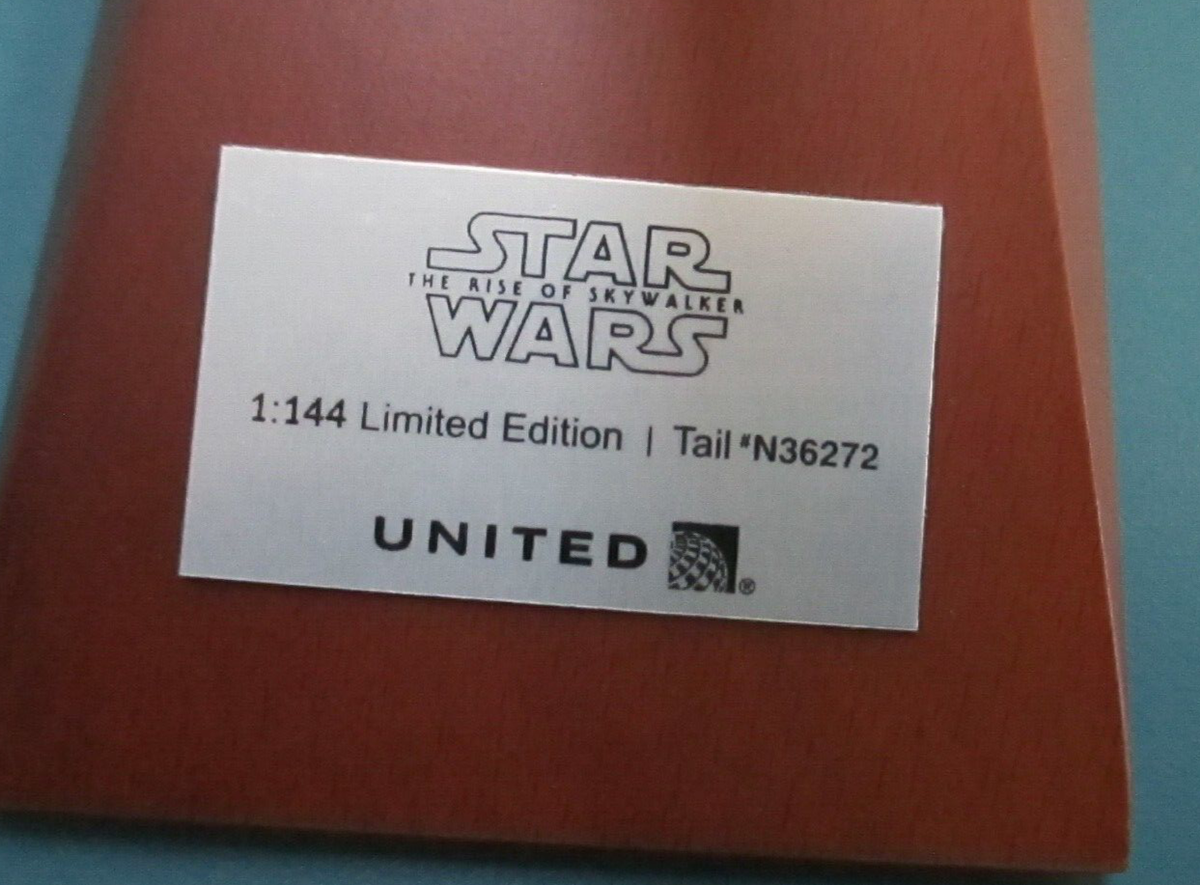 STAR
THE RISE OF SKYWALKER
WARS
1:144 Limited Edition | Tail #N36272
UNITED ®